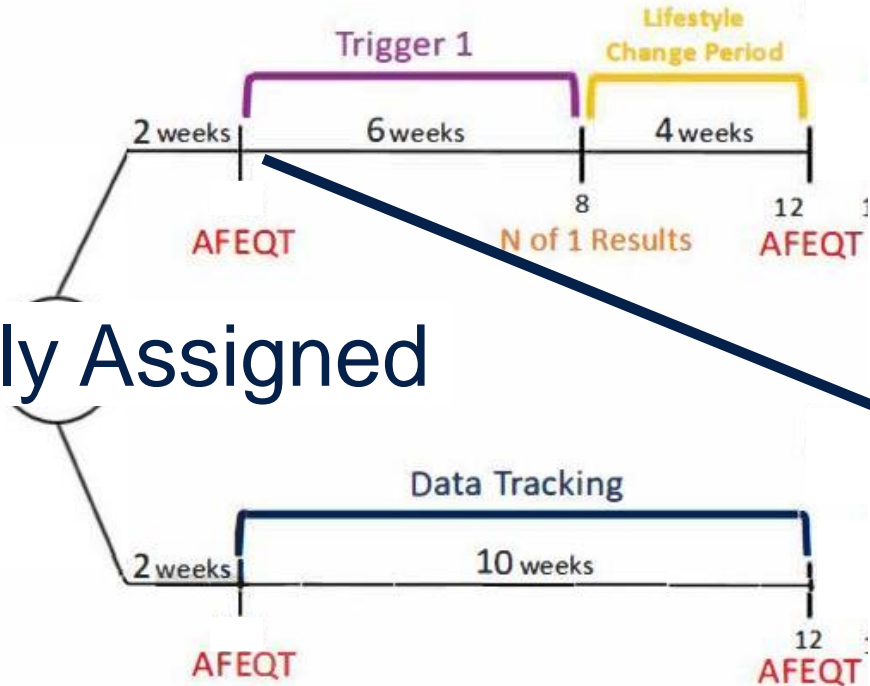 Lifestyle
Change Period
Trigger 1
2 weeks
6 weeks
4 weeks
8
12
AFEQT
N of 1 Results
AFEQT
ly Assigned
Data Tracking
2 weeks
10 weeks
12
AFEQT
AFEQT